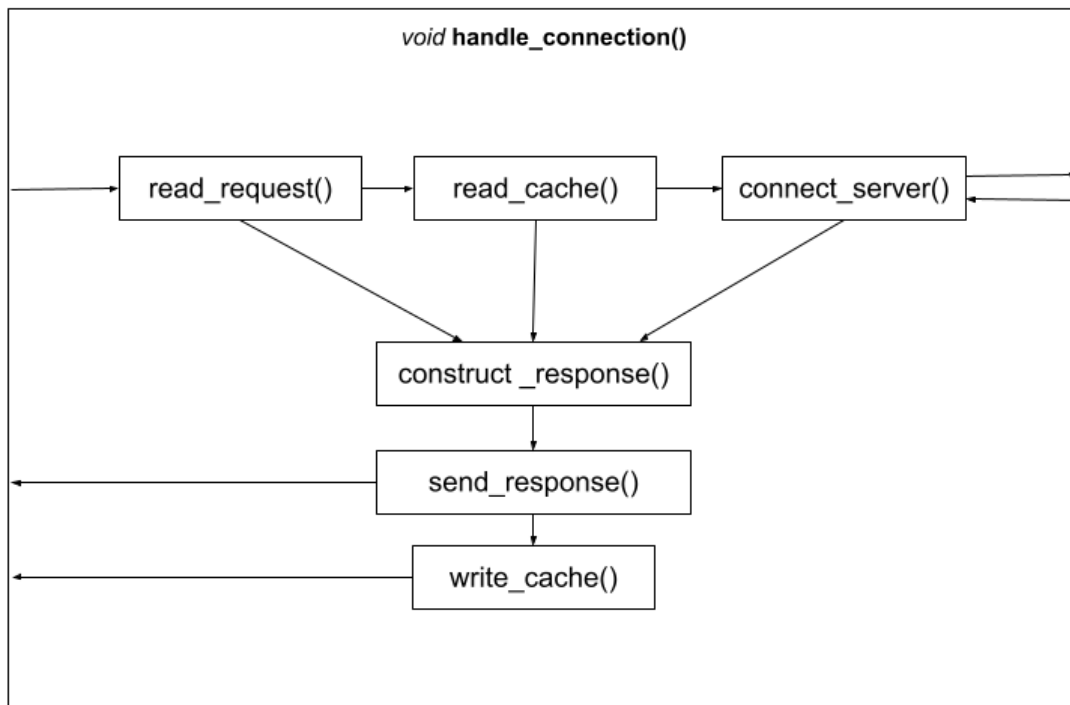 void handle_connection()
read_request()
read_cache()
connect_server()
construct _response()
send_response()
write_cache()